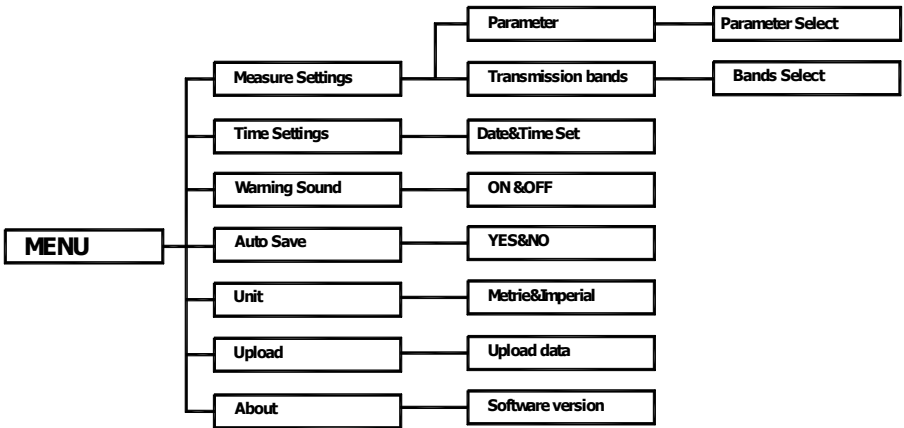 Parameter
Parameter Select
Measure Settings
Transmission bands
Bands Select
Time Settings
Date&Time Set
Warning Sound
ON &OFF
MENU
Auto Save
YES&NO
Unit
Metrie&Imperial
Upload
Upload data
About
Software version